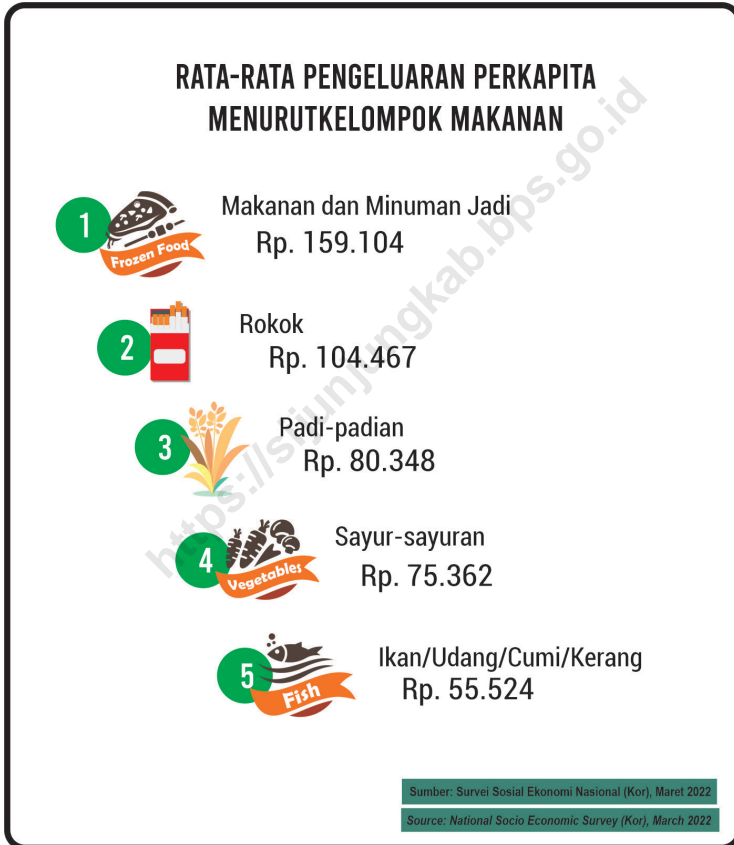 RATA-RATA PENGELUARAN PERKAPITA
MENURUTKELOMPOK MAKANAN
1
Frozen Food
Makanan dan Minuman Jadi
Rp. 159.104
2
Rokok
Rp. 104.467
3
Padi-padian
Rp. 80.348
4
Vegetables
Sayur-sayuran
Rp. 75.362
5
Fish
Ikan/Udang/Cumi/Kerang
Rp. 55.524
https://sijunjungkab.bps.go.id
Sumber: Survei Sosial Ekonomi Nasional (Kor), Maret 2022
Source: National Socio Economic Survey (Kor), March 2022